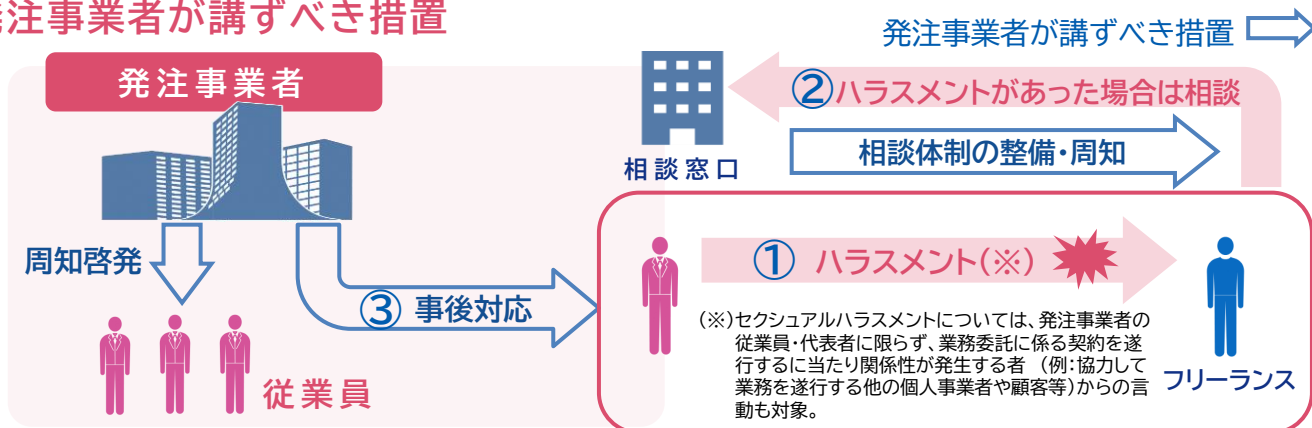 発注事業者が講ずべき措置
発注事業者が講ずべき措置
発注事業者
②ハラスメントがあった場合は相談
相談体制の整備・周知
相談窓口
周知啓発
① ハラスメント(※)
③ 事後対応
(※)セクシュアルハラスメントについては、発注事業者の
従業員・代表者に限らず、業務委託に係る契約を遂
行するに当たり関係性が発生する者 (例:協力して
業務を遂行する他の個人事業者や顧客等)からの言
動も対象。
フリーランス
従業員